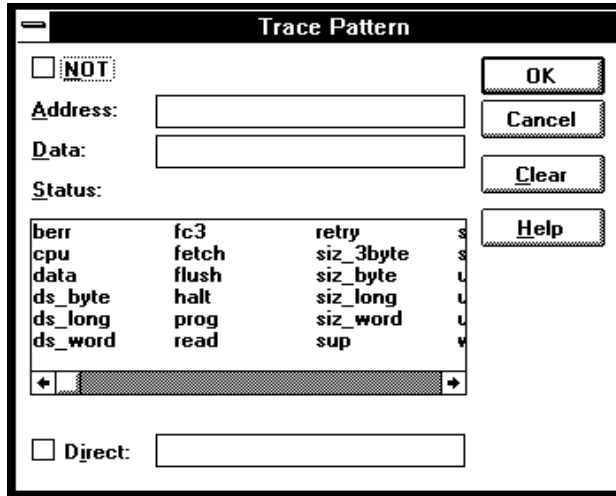 Trace Pattern
NOT
OK
Address:
Cancel
Data:
Clear
Status:
Help
berr fc3 retry
cpu fetch siz_3byte
data flush siz_byte
ds_byte halt siz_long
ds_long prog siz_word
ds_word read sup
Direct: